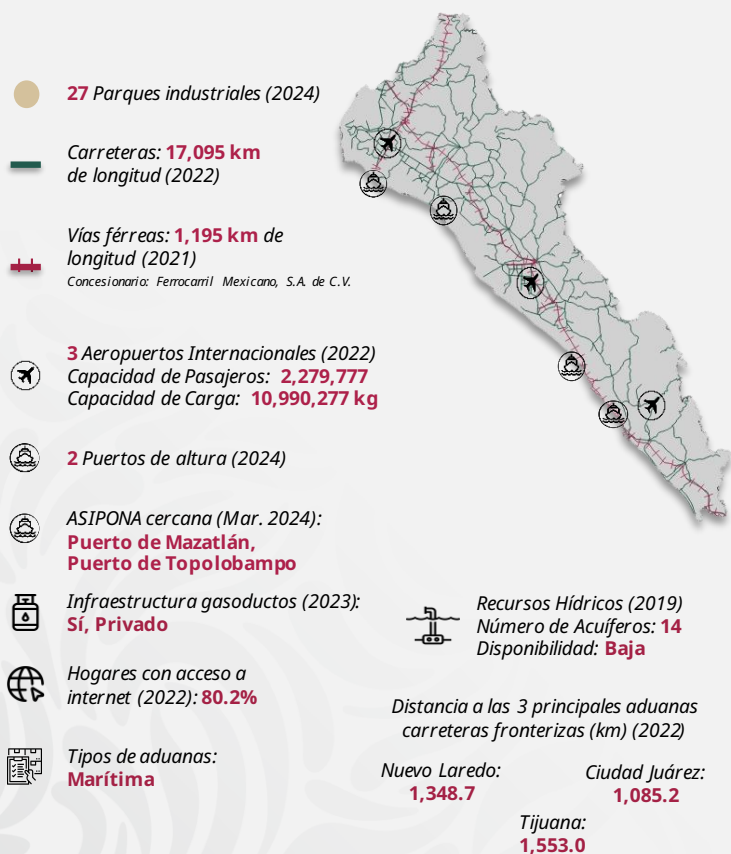 27 Parques industriales (2024)
Carreteras: 17,095 km
de longitud (2022)
Vías férreas: 1,195 km de
longitud (2021)
Concesionario: Ferrocarril Mexicano, S.A. de C.V.
3 Aeropuertos Internacionales (2022)
Capacidad de Pasajeros: 2,279,777
Capacidad de Carga: 10,990,277 kg
2 Puertos de altura (2024)
ASIPONA cercana (Mar. 2024):
Puerto de Mazatlán,
Puerto de Topolobampo
Infraestructura gasoductos (2023):
Sí, Privado
Hogares con acceso a
internet (2022): 80.2%
Tipos de aduanas:
Marítima
Recursos Hídricos (2019)
Número de Acuíferos: 14
Disponibilidad: Baja
Distancia a las 3 principales aduanas
carreteras fronterizas (km) (2022)
Nuevo Laredo:
1,348.7
Ciudad Juárez:
1,085.2
Tijuana:
1,553.0